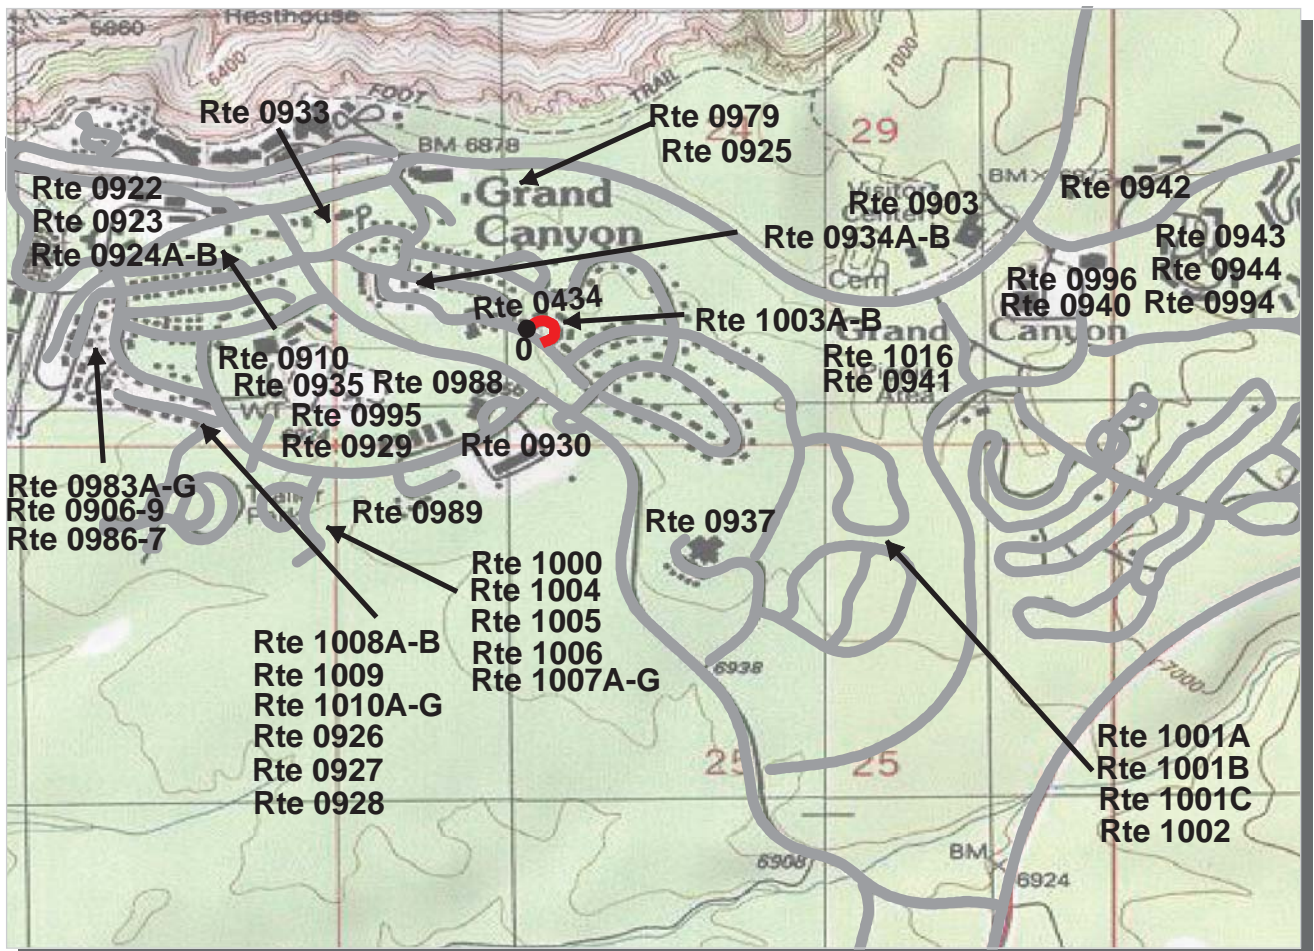 Resthouse
5860
6400
FOOT
TRAIL
7000
Rte 0933
Rte 0979
24
29
BM 6878
Rte 0925
Rte 0922
Grand
BM
Rte 0942
Rte 0923
Canyon
Rte 0903
Rte 0943
Rte 0924A-B
Rte 0934A-B
Rte 0944
Cem
Rte 0996
Rte 0434
Rte 0940
Rte 0994
0
Rte 1003A-B
Grand Canyon
Rte 0910
Rte 1016
Rte 0935
Rte 0988
Rte 0941
Area
WT
Rte 0995
Rte 0929
Rte 0930
Rte 0983A-G
Trailer
Rte 0906-9
Rte 0989
Rte 0937
Rte 0986-7
Rte 1000
Rte 1004
Rte 1005
Rte 1008A-B
Rte 1006
6938
Rte 1009
Rte 1007A-G
7000
Rte 1010A-G
Rte 0926
Rte 1001A
Rte 0927
25
25
Rte 1001B
Rte 0928
Rte 1001C
Rte 1002
6908
BM
6924